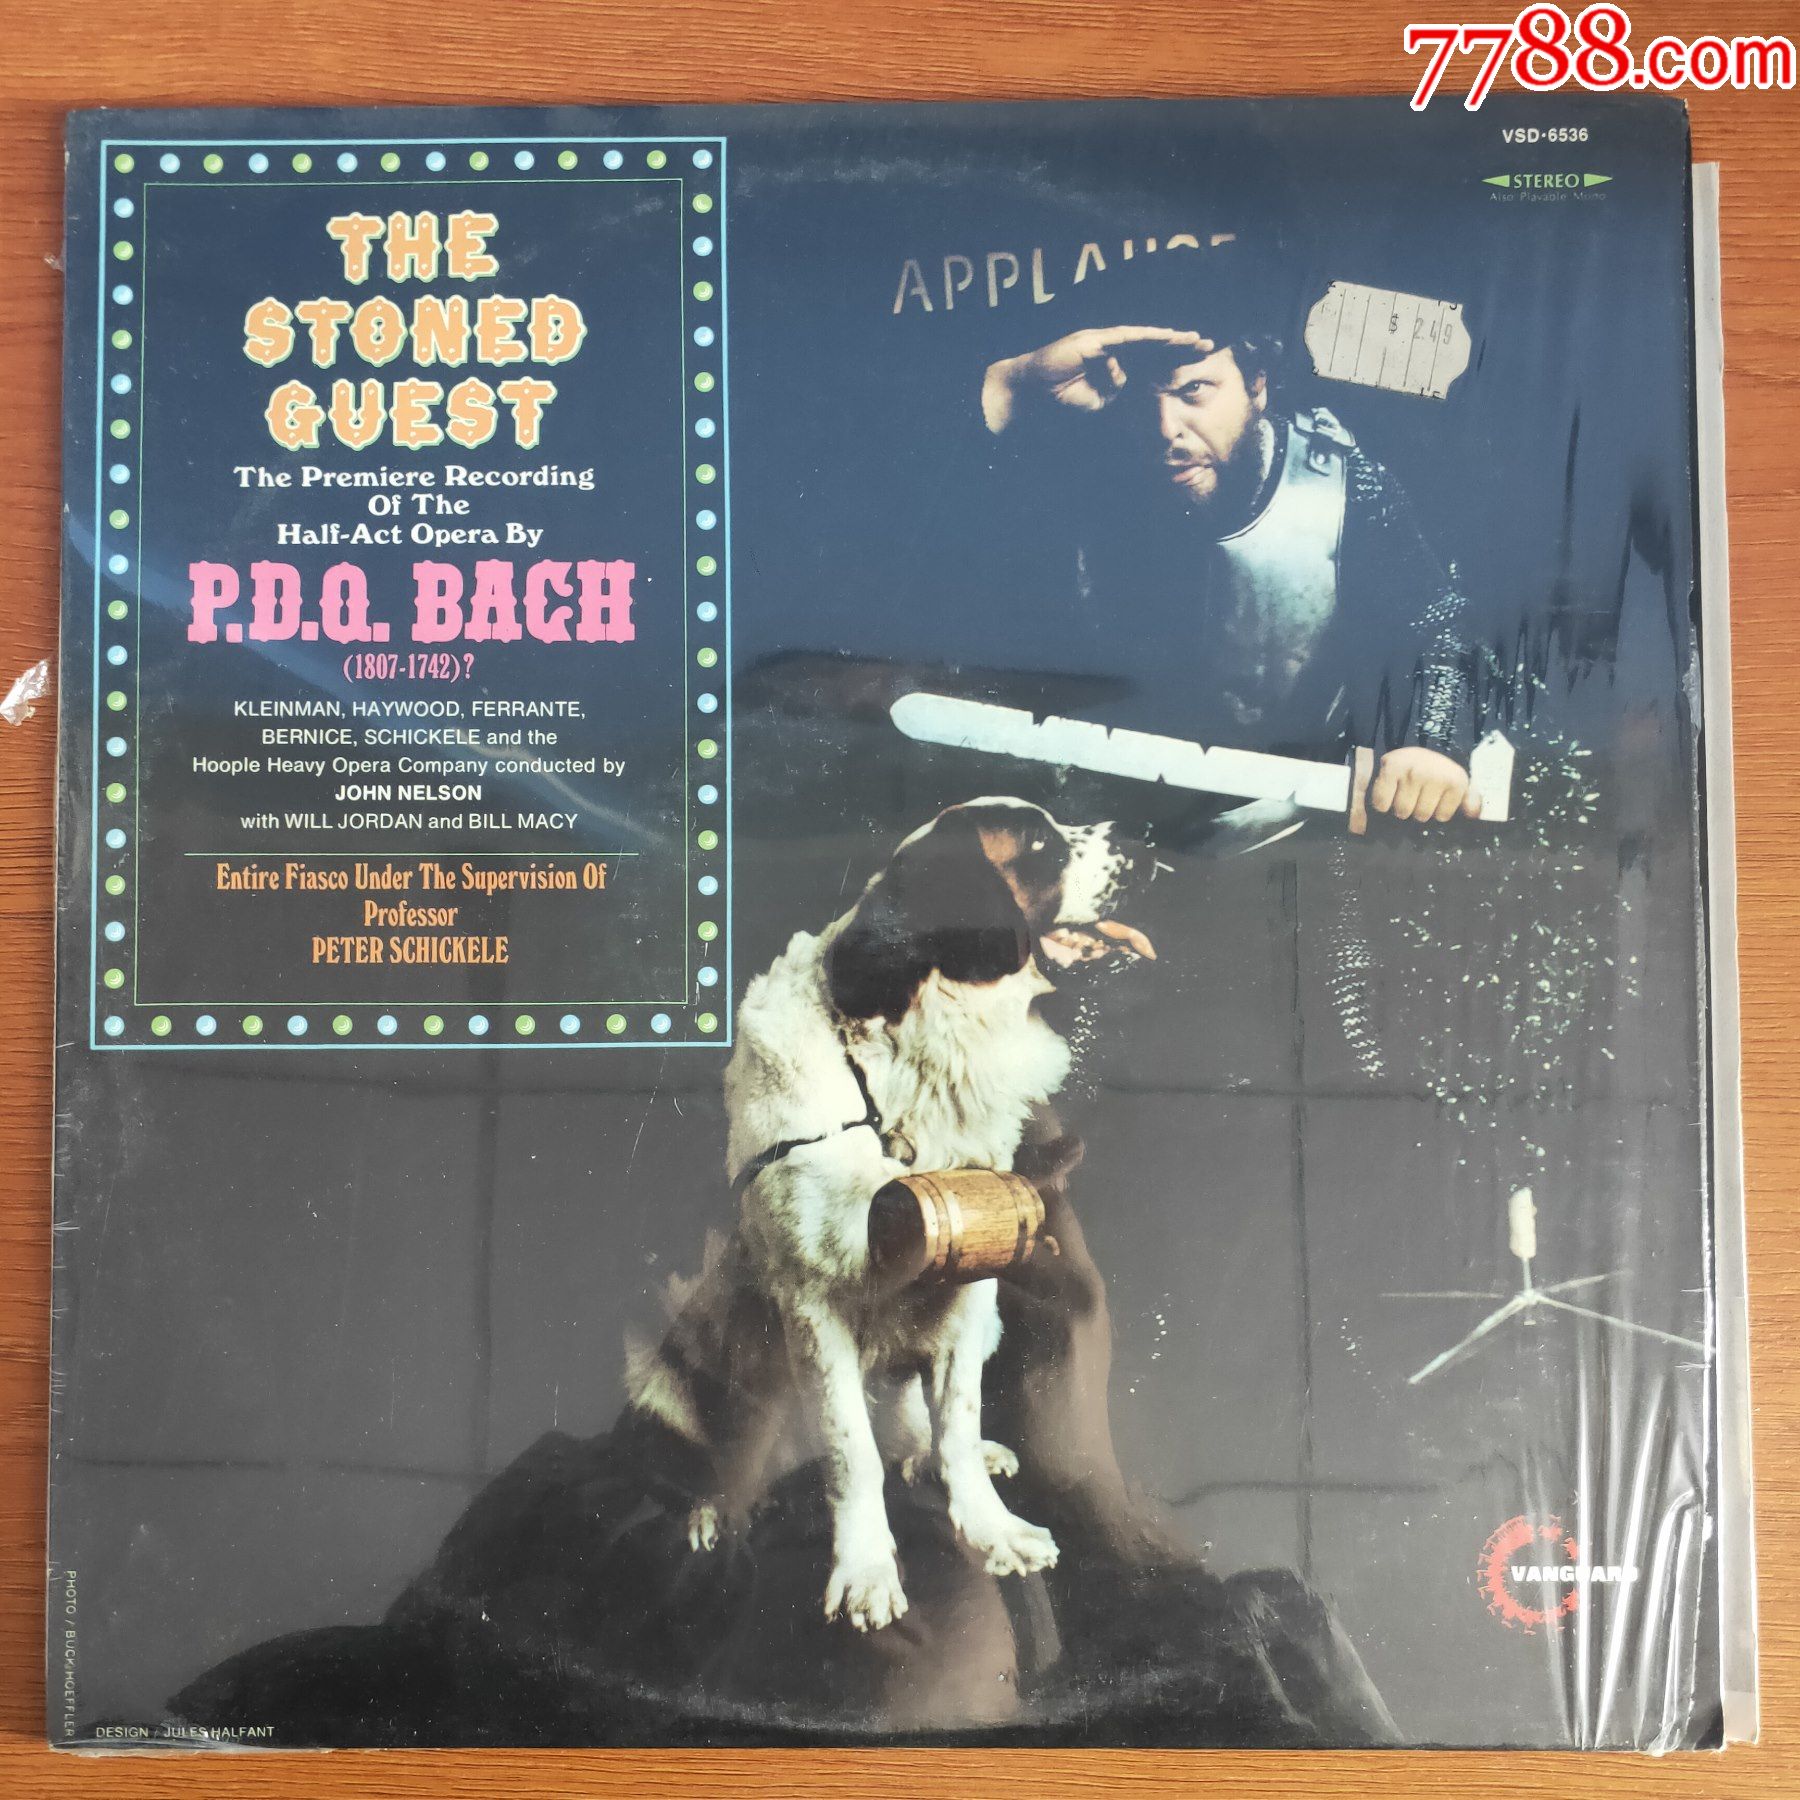 7788.com
VSD·6536
STEREO
Also Playable Mono
APPLAUSE
$ 2.49
THE
STONED
GUEST
The Premiere Recording
Of The
Half-Act Opera By
P.D.Q. BACH
(1807-1742)?
KLEINMAN, HAYWOOD, FERRANTE,
BERNICE, SCHICKELE and the
Hoople Heavy Opera Company conducted by
JOHN NELSON
with WILL JORDAN and BILL MACY
Entire Fiasco Under The Supervision Of
Professor
PETER SCHICKELE
VANGUARD
PHOTO / BUCK HOEFFLER
DESIGN / JULES HALFANT